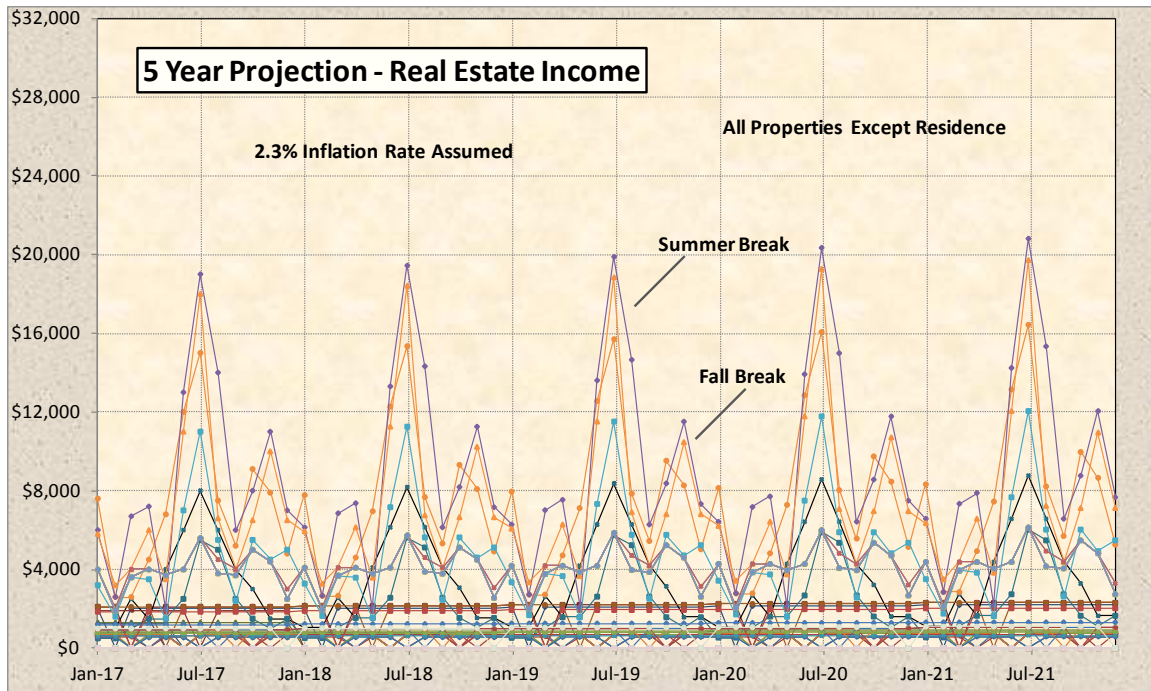 $32,000
5 Year Projection - Real Estate Income
$28,000
All Properties Except Residence
2.3% Inflation Rate Assumed
$24,000
$20,000
Summer Break
$16,000
Fall Break
$12,000
$8,000
$4,000
$0
Jan-17 Jul-17 Jan-18 Jul-18 Jan-19 Jul-19 Jan-20 Jul-20 Jan-21 Jul-21